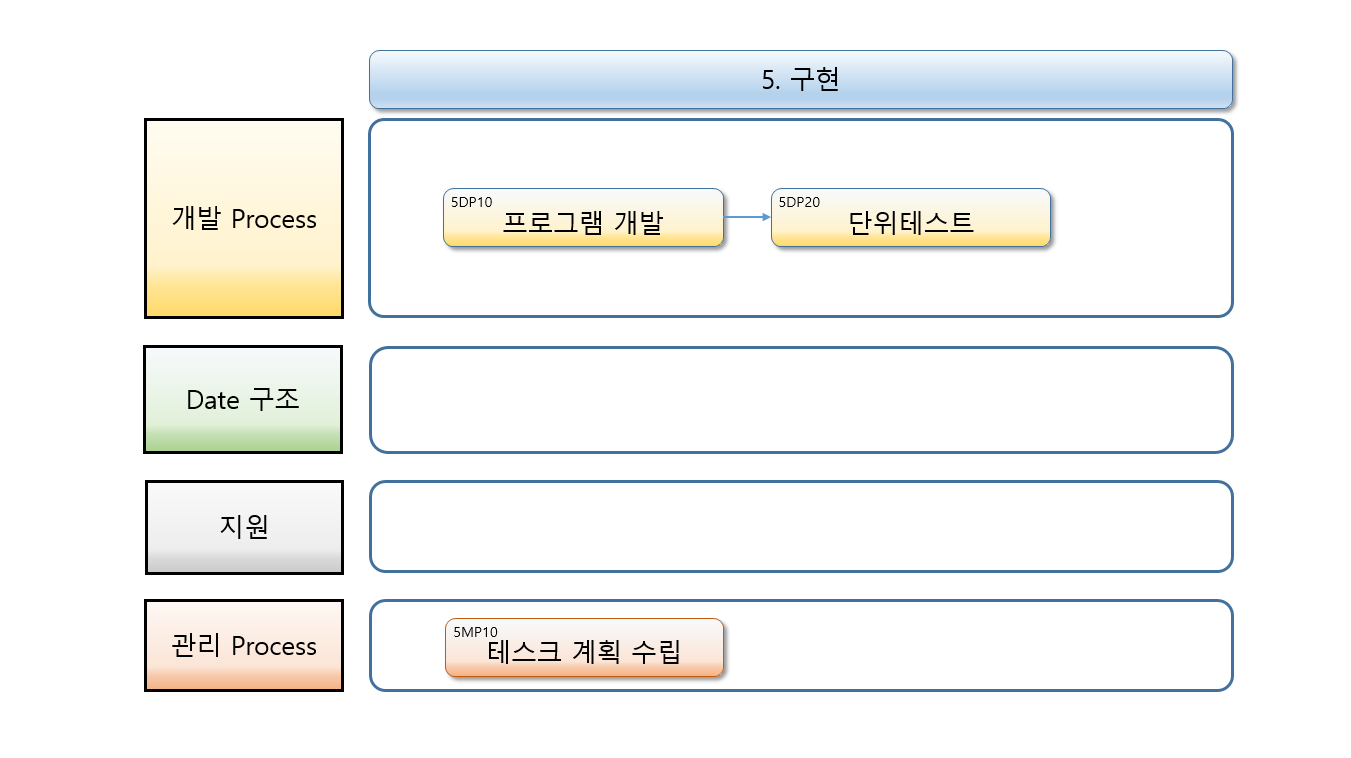 5. 구현
개발 Process
5DP10
프로그램 개발
5DP20
단위테스트
Date 구조
지원
관리 Process
5MP10
테스크 계획 수립